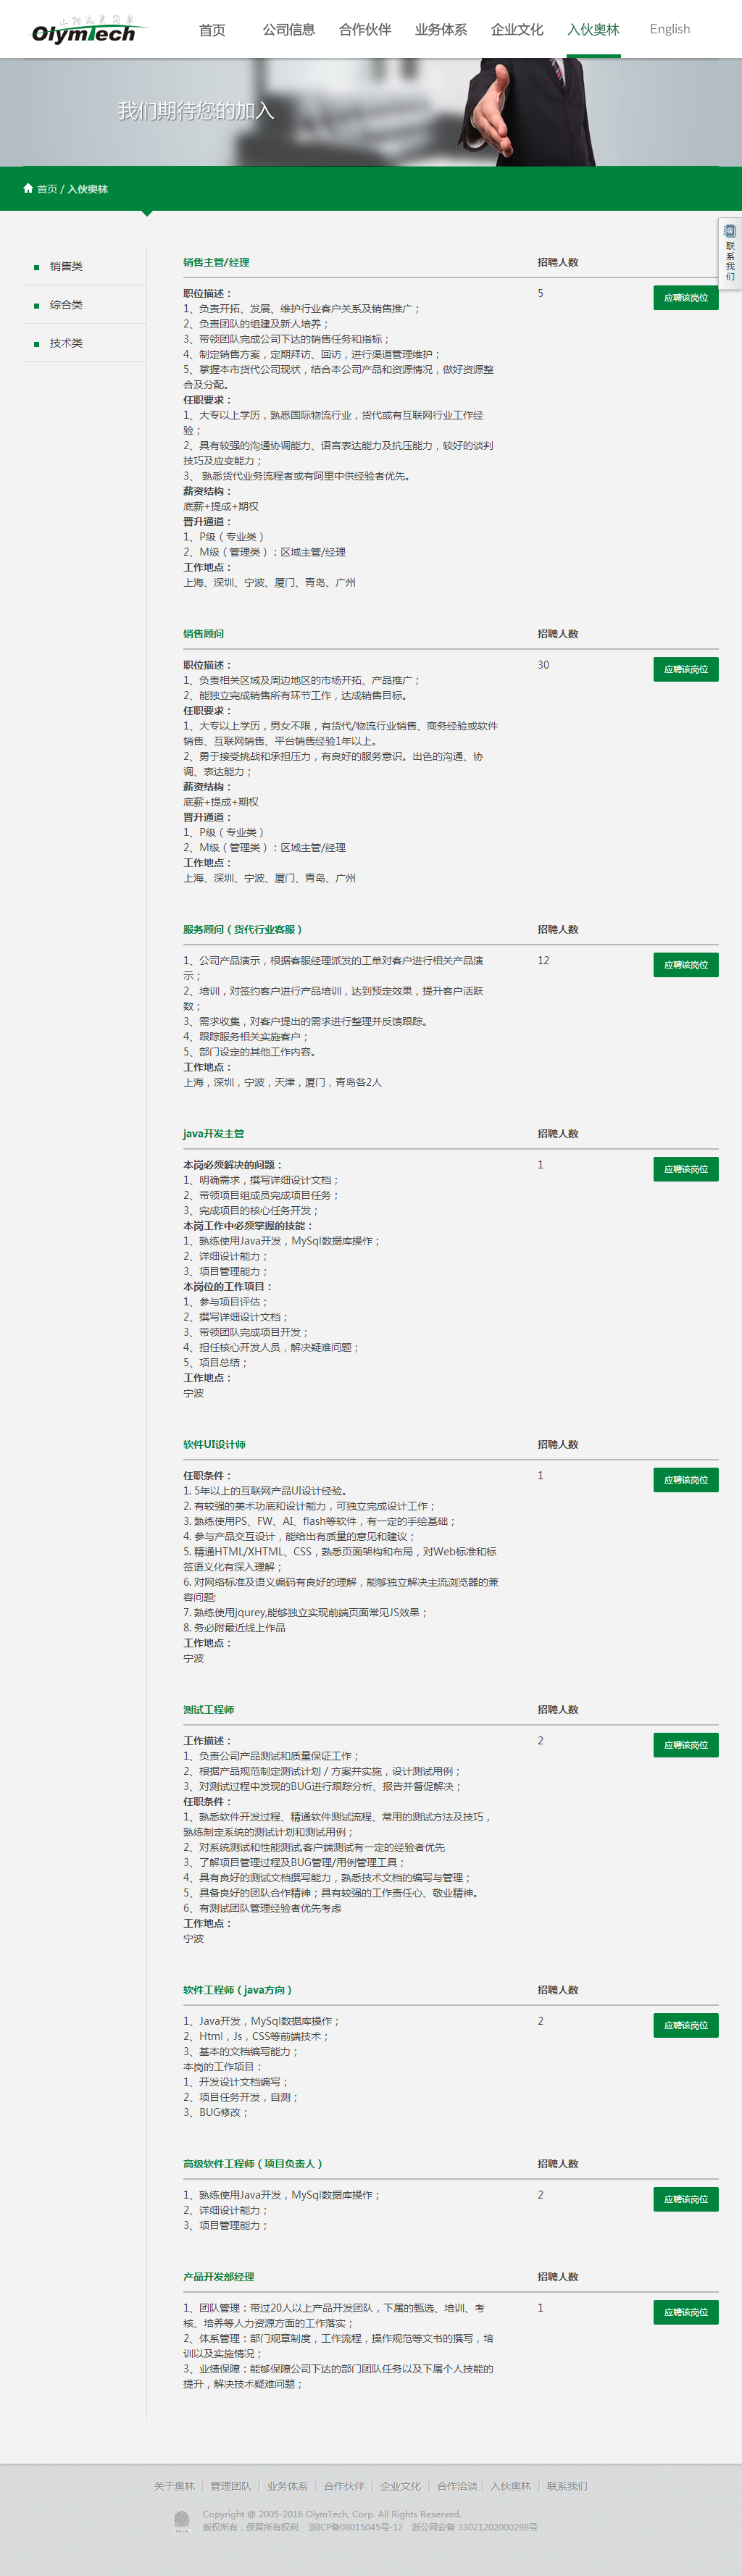 让物流更简单
OlymTech
首页 公司信息 合作伙伴 业务体系 企业文化 入伙奥林 English
我们期待您的加入
首页 / 入伙奥林
联系我们
销售类
综合类
技术类
销售主管/经理 招聘人数
职位描述： 5 应聘该岗位
1、负责开拓、发展、维护行业客户关系及销售推广；
2、负责团队的组建及新人培养；
3、带领团队完成公司下达的销售任务和指标；
4、制定销售方案，定期拜访、回访，进行渠道管理维护；
5、掌握本市货代公司现状，结合本公司产品和资源情况，做好资源整
合及分配。
任职要求：
1、大专以上学历，熟悉国际物流行业，货代或有互联网行业工作经
验；
2、具有较强的沟通协调能力、语言表达能力及抗压能力，较好的谈判
技巧及应变能力；
3、 熟悉货代业务流程者或有阿里中供经验者优先。
薪资结构：
底薪+提成+期权
晋升通道：
1、P级（专业类）
2、M级（管理类）：区域主管/经理
工作地点：
上海、深圳、宁波、厦门、青岛、广州
销售顾问 招聘人数
职位描述： 30 应聘该岗位
1、负责相关区域及周边地区的市场开拓、产品推广；
2、能独立完成销售所有环节工作，达成销售目标。
任职要求：
1、大专以上学历，男女不限，有货代/物流行业销售、商务经验或软件
销售、互联网销售、平台销售经验1年以上。
2、勇于接受挑战和承担压力，有良好的服务意识。出色的沟通、协
调、表达能力；
薪资结构：
底薪+提成+期权
晋升通道：
1、P级（专业类）
2、M级（管理类）：区域主管/经理
工作地点：
上海、深圳、宁波、厦门、青岛、广州
服务顾问（货代行业客服） 招聘人数
1、公司产品演示，根据客服经理派发的工单对客户进行相关产品演 12 应聘该岗位
示；
2、培训，对签约客户进行产品培训，达到预定效果，提升客户活跃
数；
3、需求收集，对客户提出的需求进行整理并反馈跟踪。
4、跟踪服务相关实施客户；
5、部门设定的其他工作内容。
工作地点：
上海，深圳，宁波，天津，厦门，青岛各2人
java开发主管 招聘人数
本岗必须解决的问题： 1 应聘该岗位
1、明确需求，撰写详细设计文档；
2、带领项目组成员完成项目任务；
3、完成项目的核心任务开发；
本岗工作中必须掌握的技能：
1、熟练使用Java开发，MySql数据库操作；
2、详细设计能力；
3、项目管理能力；
本岗位的工作项目：
1、参与项目评估；
2、撰写详细设计文档；
3、带领团队完成项目开发；
4、担任核心开发人员，解决疑难问题；
5、项目总结；
工作地点：
宁波
软件UI设计师 招聘人数
任职条件： 1 应聘该岗位
1. 5年以上的互联网产品UI设计经验。
2. 有较强的美术功底和设计能力，可独立完成设计工作；
3. 熟练使用PS、FW、AI、flash等软件，有一定的手绘基础；
4. 参与产品交互设计，能给出有质量的意见和建议；
5. 精通HTML/XHTML、CSS，熟悉页面架构和布局，对Web标准和标
签语义化有深入理解；
6. 对网络标准及语义编码有良好的理解，能够独立解决主流浏览器的兼
容问题;
7. 熟练使用jqurey,能够独立实现前端页面常见JS效果；
8. 务必附最近线上作品
工作地点：
宁波
测试工程师 招聘人数
工作描述： 2 应聘该岗位
1、负责公司产品测试和质量保证工作；
2、根据产品规范制定测试计划／方案并实施，设计测试用例；
3、对测试过程中发现的BUG进行跟踪分析、报告并督促解决；
任职条件：
1、熟悉软件开发过程、精通软件测试流程、常用的测试方法及技巧，
熟练制定系统的测试计划和测试用例；
2、对系统测试和性能测试,客户端测试有一定的经验者优先
3、了解项目管理过程及BUG管理/用例管理工具；
4、具有良好的测试文档撰写能力，熟悉技术文档的编写与管理；
5、具备良好的团队合作精神；具有较强的工作责任心、敬业精神。
6、有测试团队管理经验者优先考虑
工作地点：
宁波
软件工程师（java方向） 招聘人数
1、Java开发，MySql数据库操作； 2 应聘该岗位
2、Html，Js，CSS等前端技术；
3、基本的文档编写能力；
本岗的工作项目：
1、开发设计文档编写；
2、项目任务开发，自测；
3、BUG修改；
高级软件工程师（项目负责人） 招聘人数
1、熟练使用Java开发，MySql数据库操作； 2 应聘该岗位
2、详细设计能力；
3、项目管理能力；
产品开发部经理 招聘人数
1、团队管理：带过20人以上产品开发团队，下属的甄选、培训、考 1 应聘该岗位
核、培养等人力资源方面的工作落实；
2、体系管理：部门规章制度，工作流程，操作规范等文书的撰写，培
训以及实施情况；
3、业绩保障：能够保障公司下达的部门团队任务以及下属个人技能的
提升，解决技术疑难问题；
关于奥林 | 管理团队 | 业务体系 | 合作伙伴 | 企业文化 | 合作洽谈 | 入伙奥林 | 联系我们
Copyright @ 2005-2016 OlymTech, Corp. All Rights Reserved.
版权所有，保留所有权利 浙ICP备08015045号-12 浙公网安备 33021202000298号